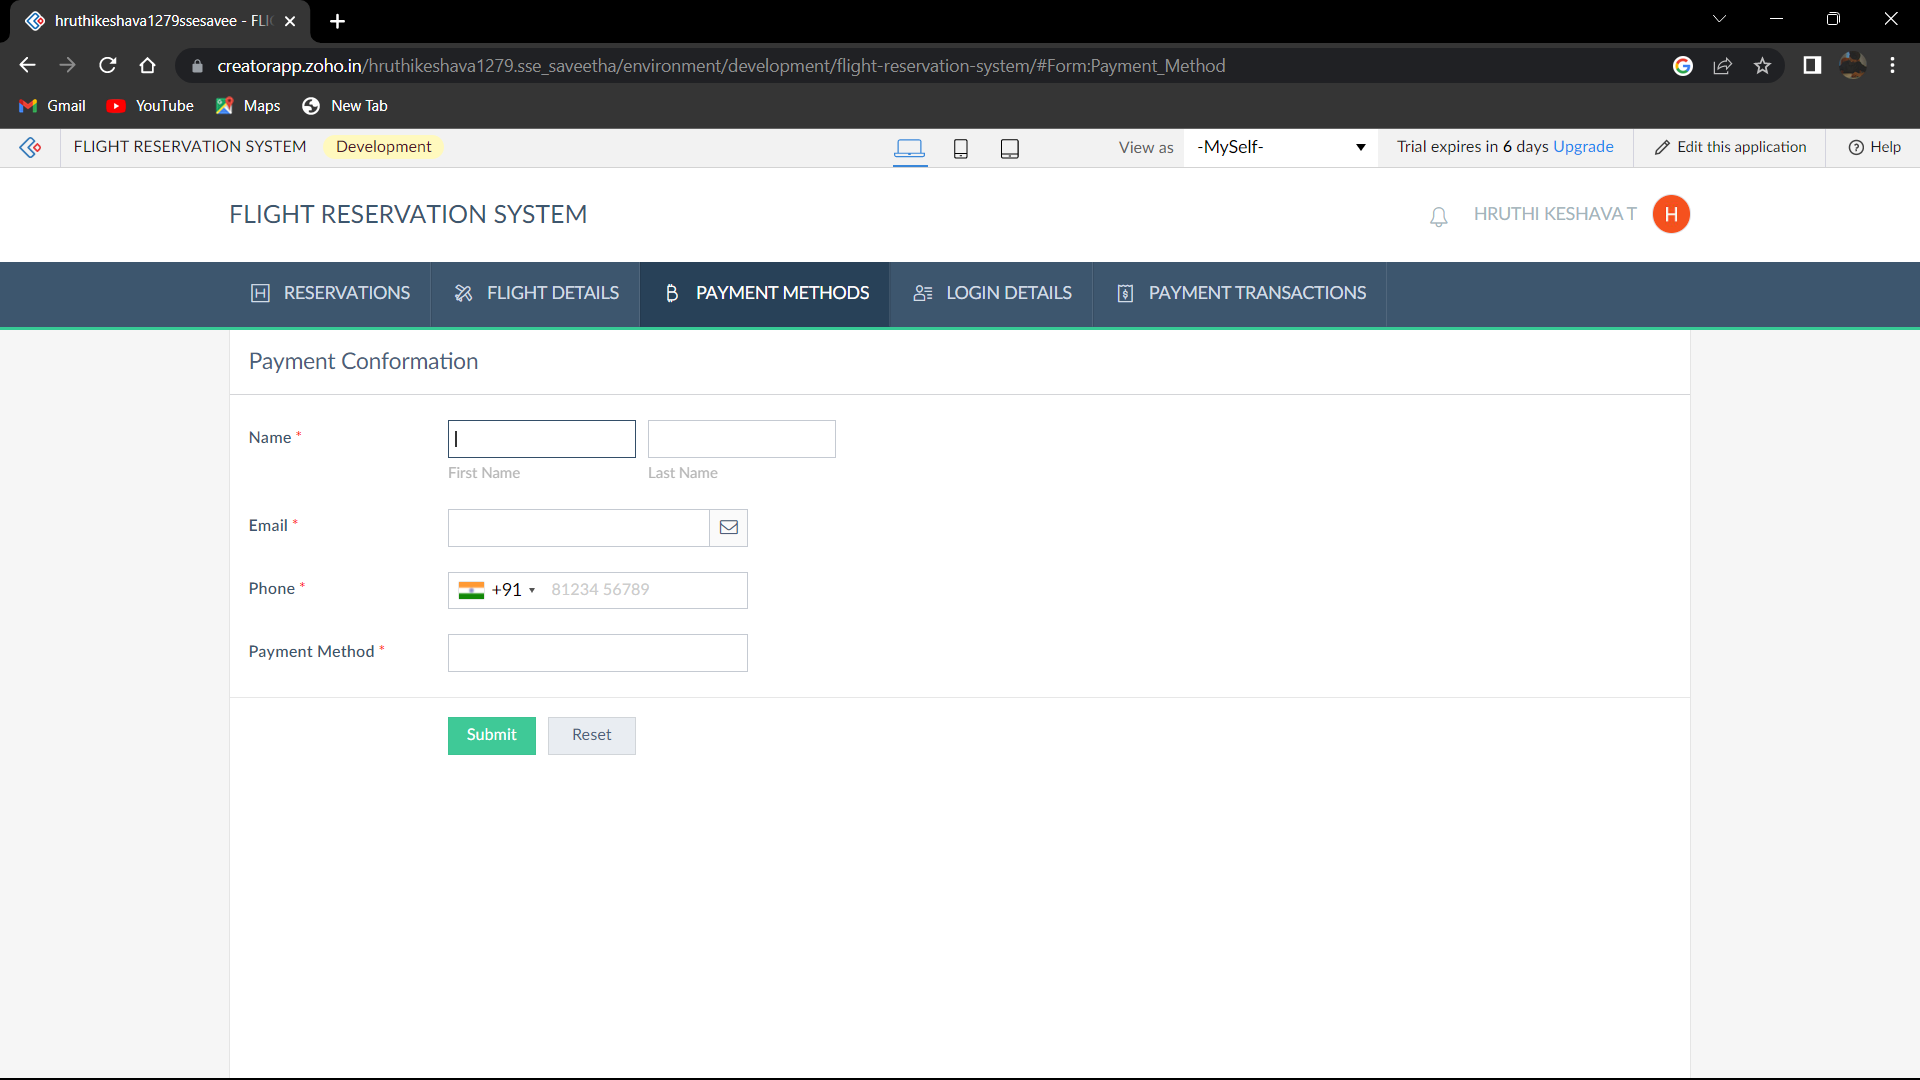 hruthikeshava1279ssesavee - FLI
creatorapp.zoho.in/hruthikeshava1279.sse_saveetha/environment/development/flight-reservation-system/#Form:Payment_Method
Gmail YouTube Maps New Tab
FLIGHT RESERVATION SYSTEM Development View as -MySelf- Trial expires in 6 days Upgrade Edit this application Help
FLIGHT RESERVATION SYSTEM HRUTHI KESHAVA T H
RESERVATIONS FLIGHT DETAILS PAYMENT METHODS LOGIN DETAILS PAYMENT TRANSACTIONS
Payment Conformation
Name *
First Name Last Name
Email *
Phone * +91 81234 56789
Payment Method *
Submit Reset